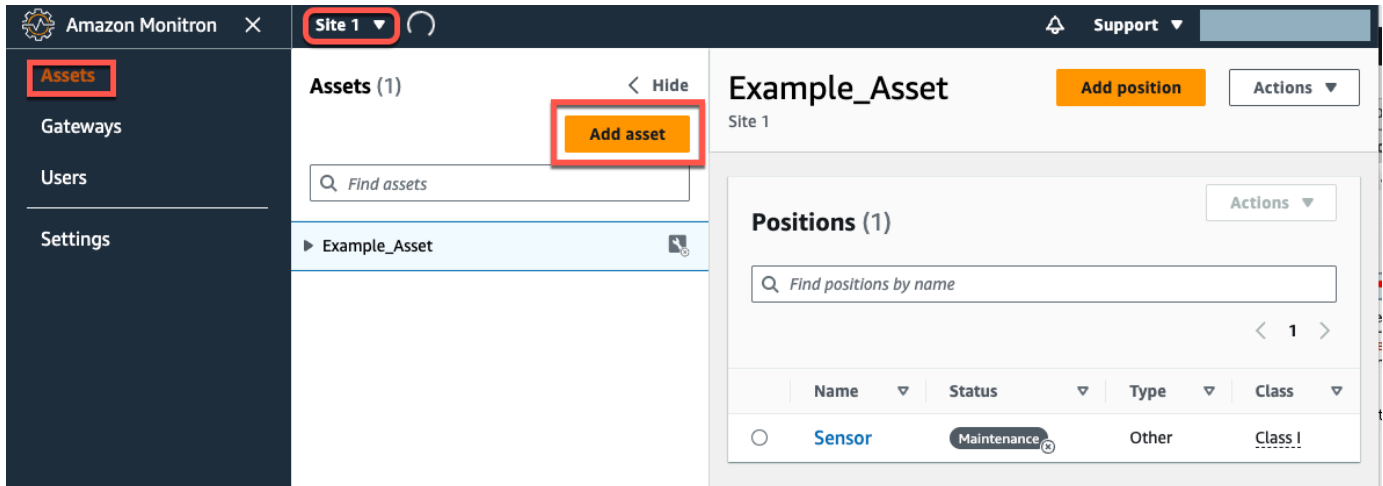 Amazon Monitron
Site 1
Support
Assets
Gateways
Users
Settings
Assets (1)
Hide
Add asset
Find assets
Example_Asset
Example_Asset
Site 1
Add position
Actions
Positions (1)
Actions
Find positions by name
1
Name Status Type Class
Sensor Maintenance Other Class I